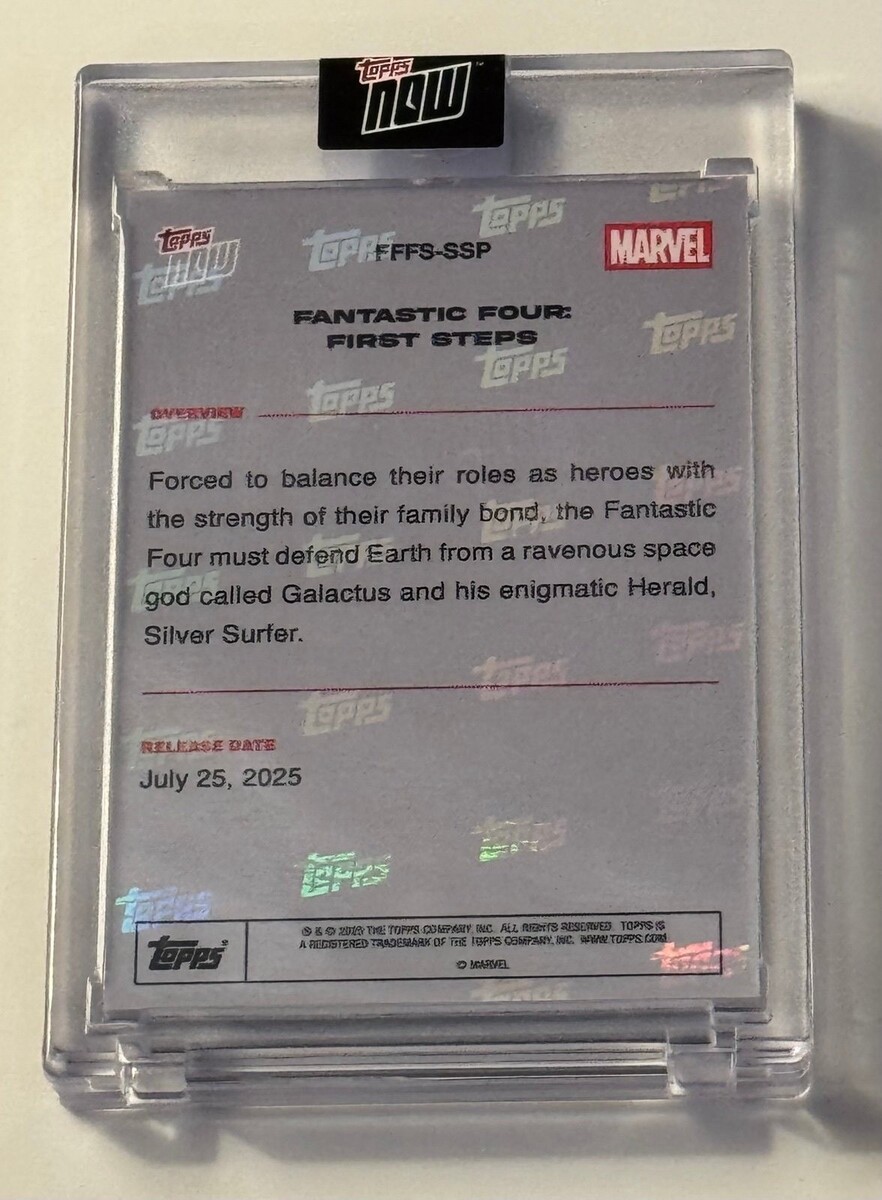 Topps NOW™
Topps NOW
FFFS-SSP
MARVEL
FANTASTIC FOUR:
FIRST STEPS
OVERVIEW
Forced to balance their roles as heroes with
the strength of their family bond, the Fantastic
Four must defend Earth from a ravenous space
god called Galactus and his enigmatic Herald,
Silver Surfer.
RELEASE DATE
July 25, 2025
Topps®
® & © 2025 THE TOPPS COMPANY, INC. ALL RIGHTS RESERVED. TOPPS IS
A REGISTERED TRADEMARK OF THE TOPPS COMPANY, INC. WWW.TOPPS.COM
© MARVEL